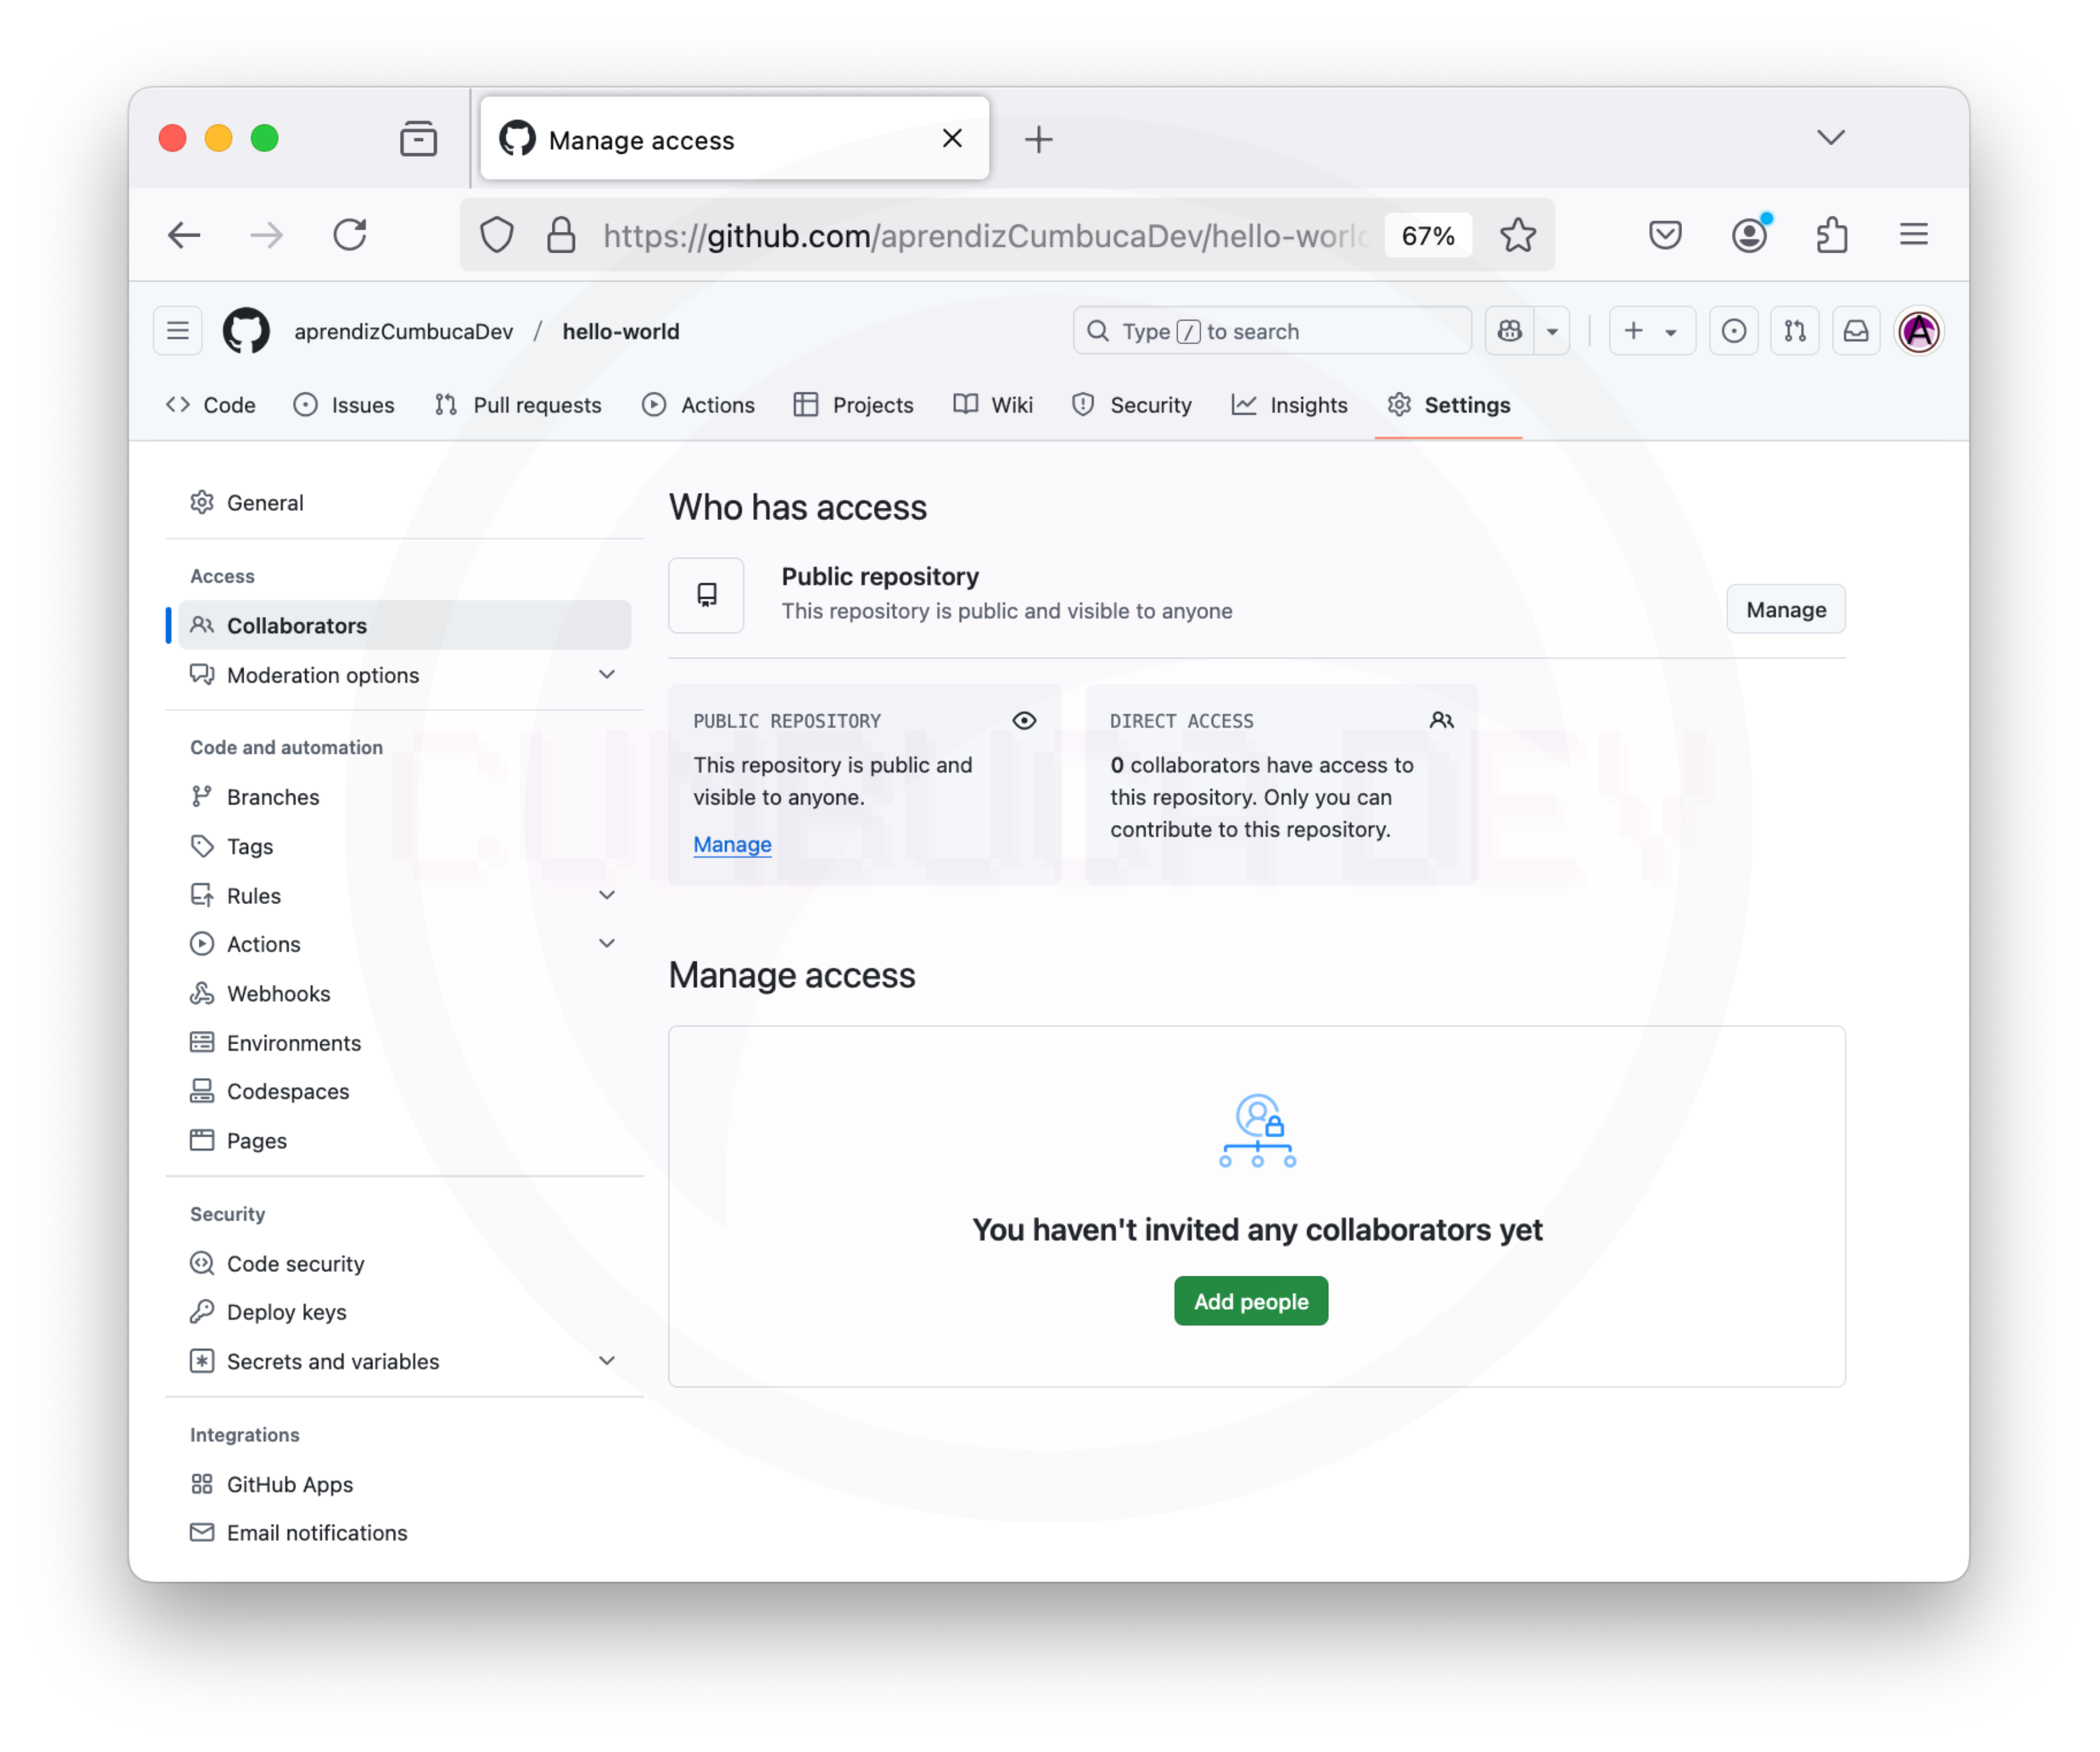 Manage access
https://github.com/aprendizCumbucaDev/hello-world
67%
aprendizCumbucaDev / hello-world
Type / to search
Code
Issues
Pull requests
Actions
Projects
Wiki
Security
Insights
Settings
General
Access
Collaborators
Moderation options
Code and automation
Branches
Tags
Rules
Actions
Webhooks
Environments
Codespaces
Pages
Security
Code security
Deploy keys
Secrets and variables
Integrations
GitHub Apps
Email notifications
Who has access
Public repository
This repository is public and visible to anyone
Manage
PUBLIC REPOSITORY
This repository is public and
visible to anyone.
Manage
DIRECT ACCESS
0 collaborators have access to
this repository. Only you can
contribute to this repository.
CUMBUCA DEV
Manage access
You haven't invited any collaborators yet
Add people